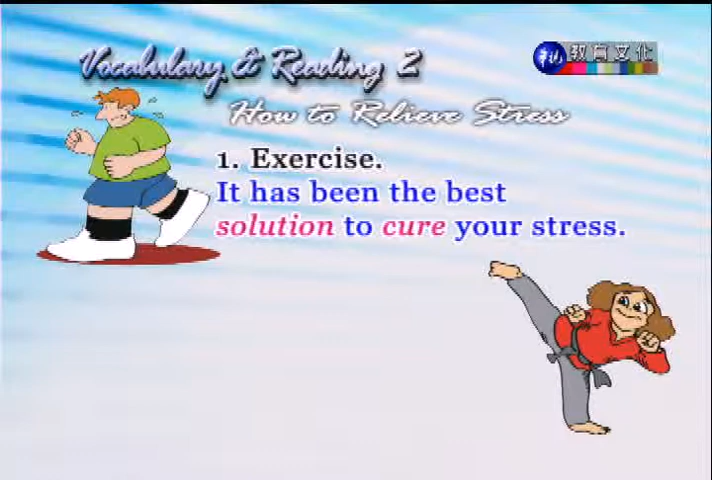 Vocabulary & Reading 2
教育文化
How to Relieve Stress
1. Exercise.
It has been the best
solution to cure your stress.